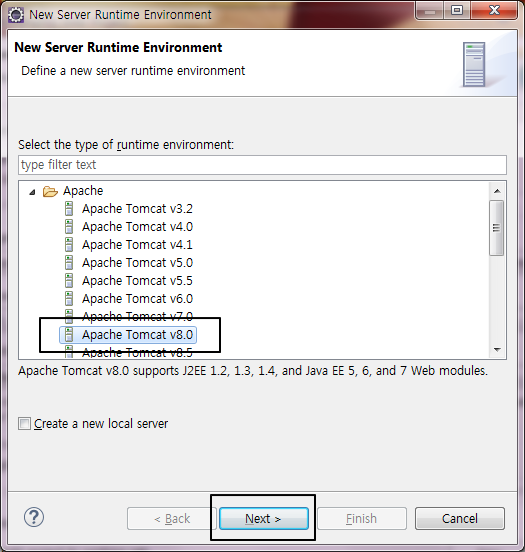 New Server Runtime Environment
New Server Runtime Environment
Define a new server runtime environment
Select the type of runtime environment:
type filter text
Apache
Apache Tomcat v3.2
Apache Tomcat v4.0
Apache Tomcat v4.1
Apache Tomcat v5.0
Apache Tomcat v5.5
Apache Tomcat v6.0
Apache Tomcat v7.0
Apache Tomcat v8.0
Apache Tomcat v8.5
Apache Tomcat v8.0 supports J2EE 1.2, 1.3, 1.4, and Java EE 5, 6, and 7 Web modules.
Create a new local server
? < Back Next > Finish Cancel